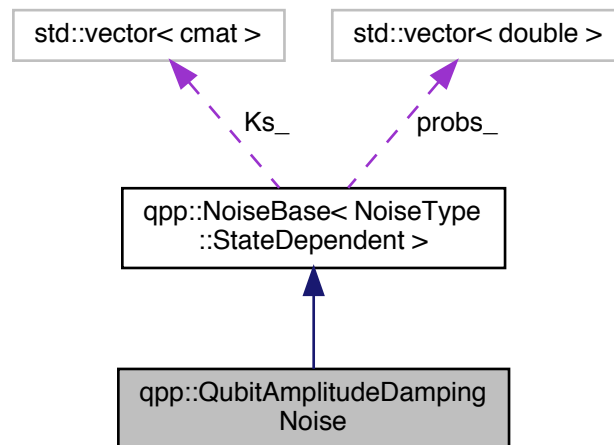 std::vector< cmat >
std::vector< double >
Ks_
probs_
qpp::NoiseBase< NoiseType
::StateDependent >
qpp::QubitAmplitudeDamping
Noise